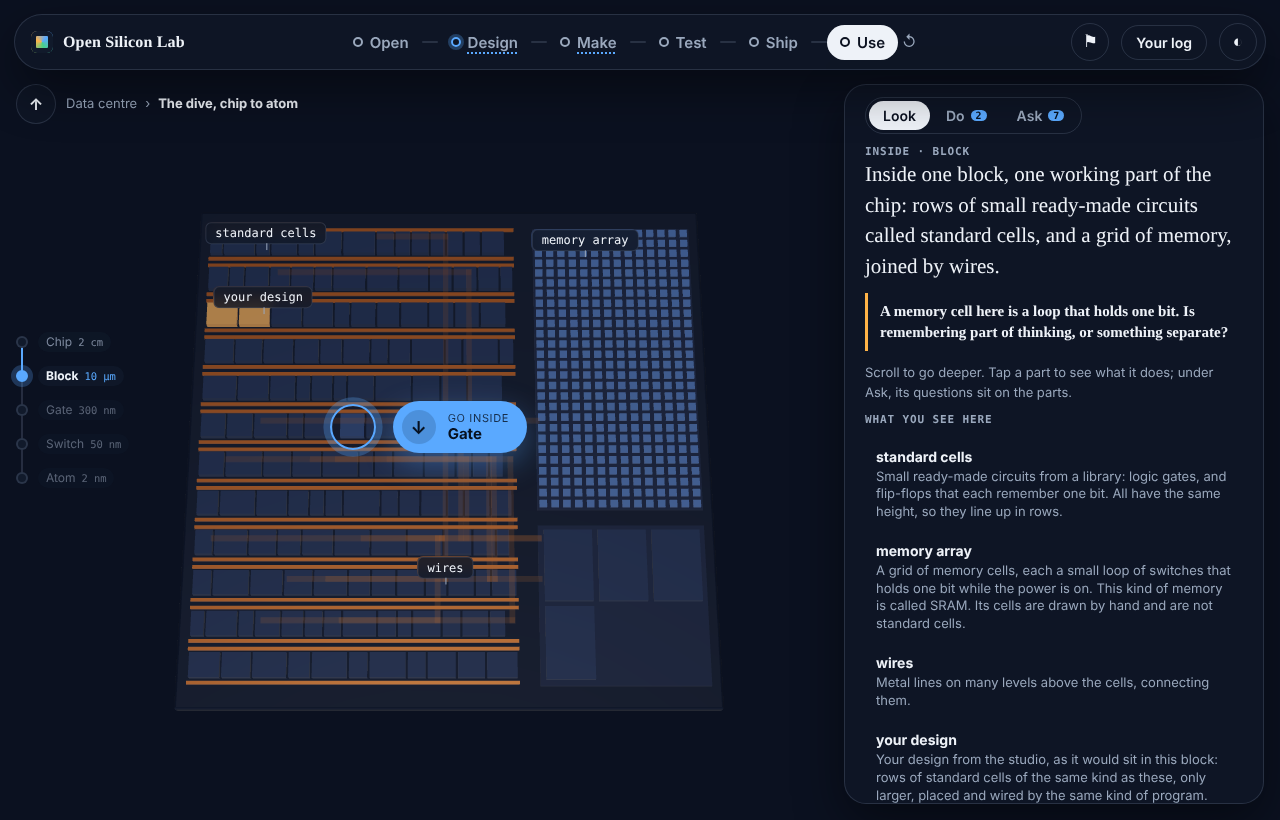 Open Silicon Lab
Open
Design
Make
Test
Ship
Use
Your log
Data centre › The dive, chip to atom
Look
Do 2
Ask 7
INSIDE · BLOCK
Inside one block, one working part of the
chip: rows of small ready-made circuits
called standard cells, and a grid of memory,
joined by wires.
A memory cell here is a loop that holds one bit. Is
remembering part of thinking, or something separate?
Scroll to go deeper. Tap a part to see what it does; under
Ask, its questions sit on the parts.
WHAT YOU SEE HERE
standard cells
Small ready-made circuits from a library: logic gates, and
flip-flops that each remember one bit. All have the same
height, so they line up in rows.
memory array
A grid of memory cells, each a small loop of switches that
holds one bit while the power is on. This kind of memory
is called SRAM. Its cells are drawn by hand and are not
standard cells.
wires
Metal lines on many levels above the cells, connecting
them.
your design
Your design from the studio, as it would sit in this block:
rows of standard cells of the same kind as these, only
larger, placed and wired by the same kind of program.
standard cells
memory array
your design
GO INSIDE
Gate
wires
Chip 2 cm
Block 10 µm
Gate 300 nm
Switch 50 nm
Atom 2 nm